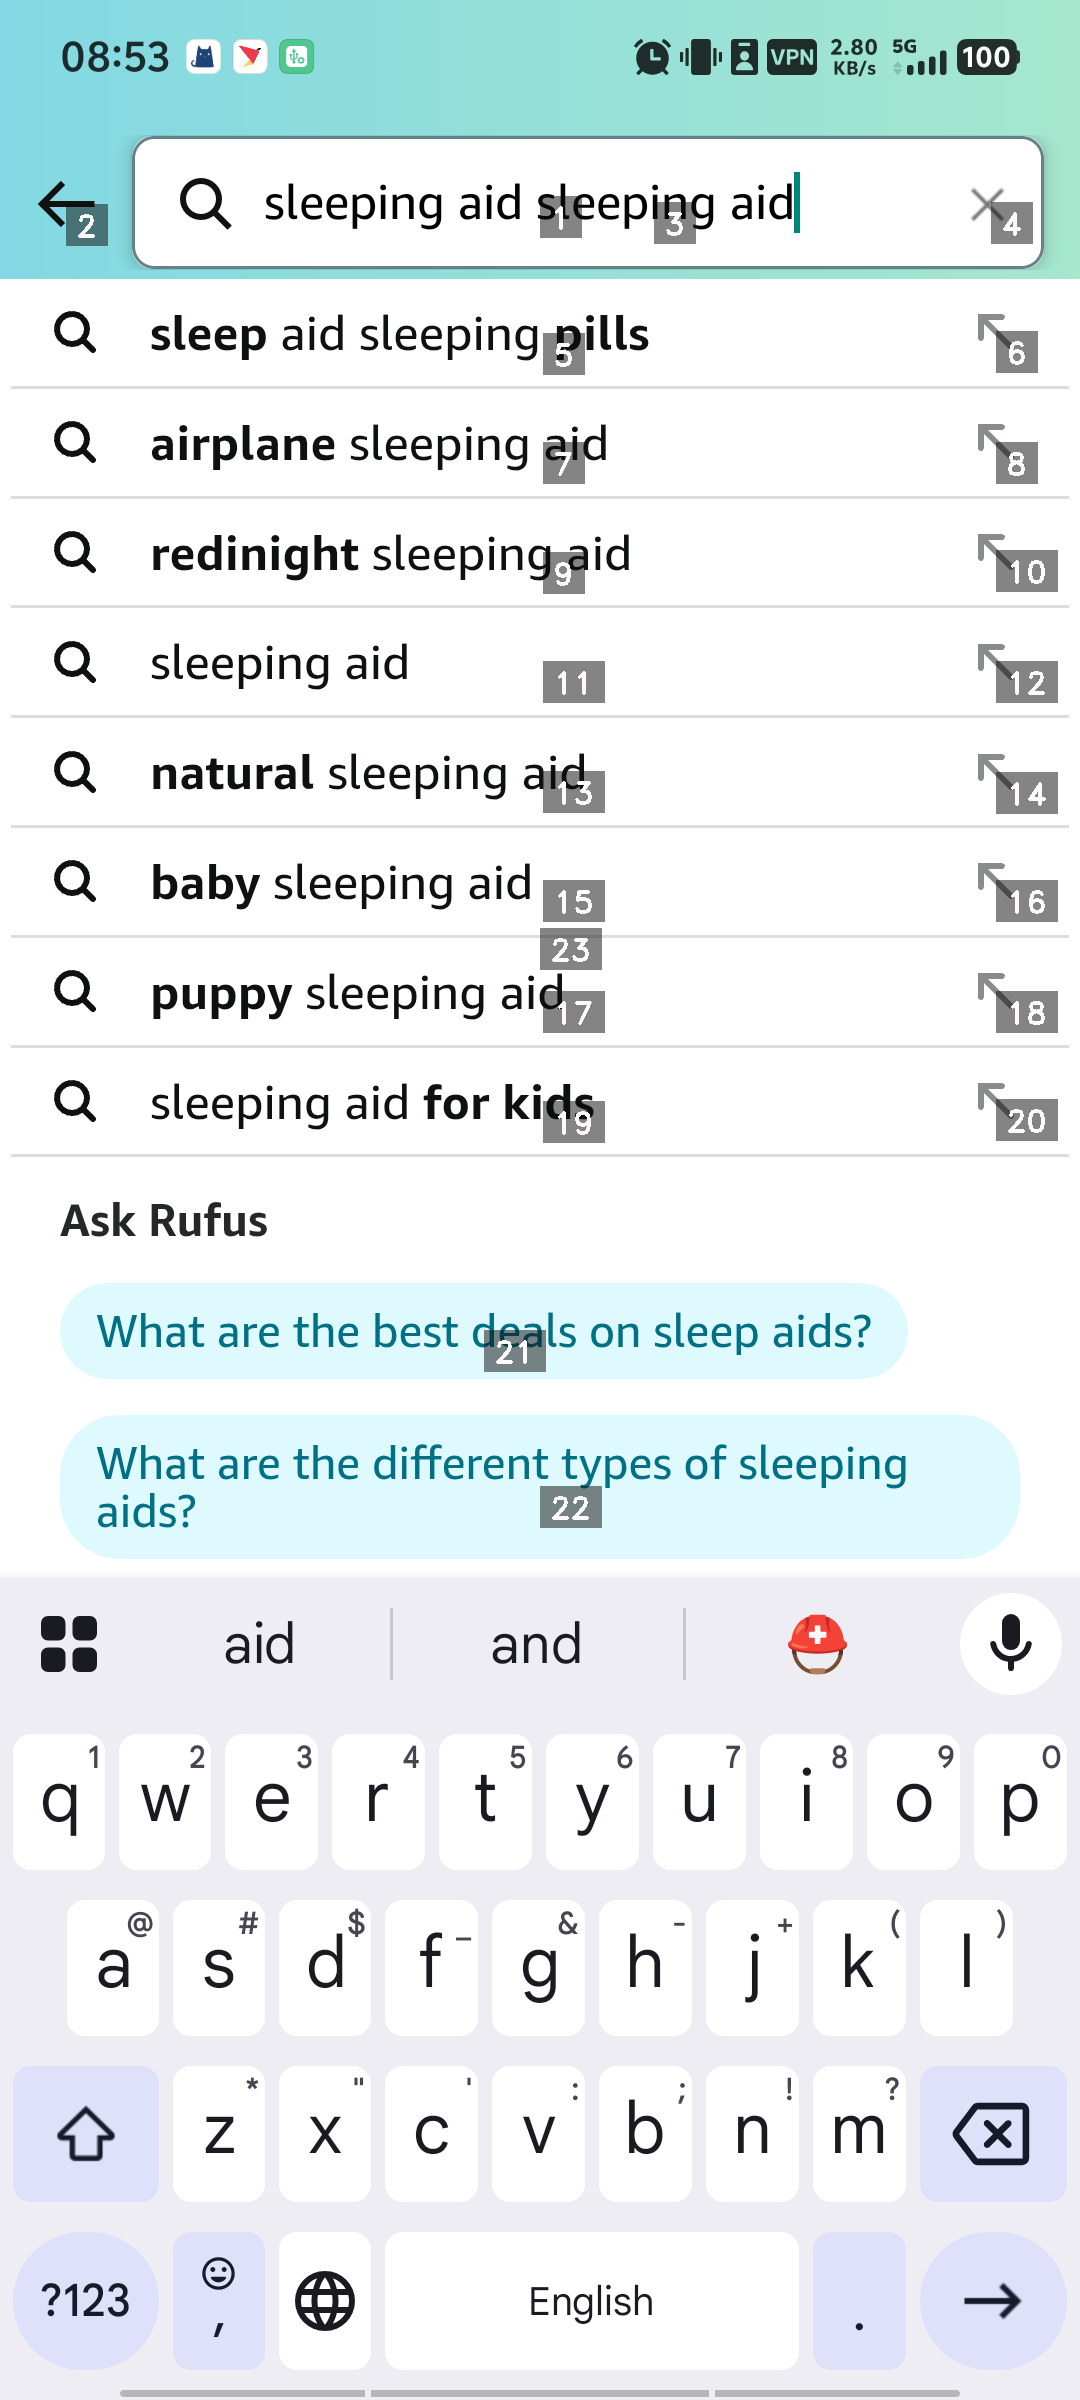 08:53
VPN
2.80 KB/s
5G
100
sleeping aid sleeping aid
1
2
3
4
sleep aid sleeping pills
5
6
airplane sleeping aid
7
8
redinight sleeping aid
9
10
sleeping aid
11
12
natural sleeping aid
13
14
baby sleeping aid
15
16
23
puppy sleeping aid
17
18
sleeping aid for kids
19
20
Ask Rufus
What are the best deals on sleep aids?
21
What are the different types of sleeping
aids?
22
aid and
1 2 3 4 5 6 7 8 9 0
q w e r t y u i o p
@ # $ _ & - + ( )
a s d f g h j k l
* " ' : ; ! ?
z x c v b n m
?123 , English .